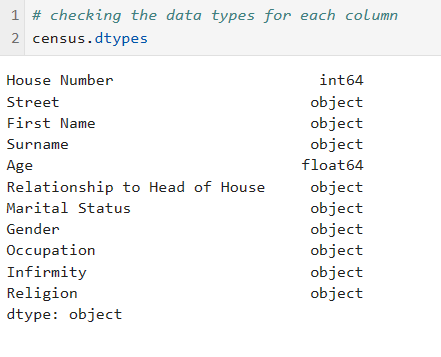 1 # checking the data types for each column
2 census.dtypes
House Number int64
Street object
First Name object
Surname object
Age float64
Relationship to Head of House object
Marital Status object
Gender object
Occupation object
Infirmity object
Religion object
dtype: object